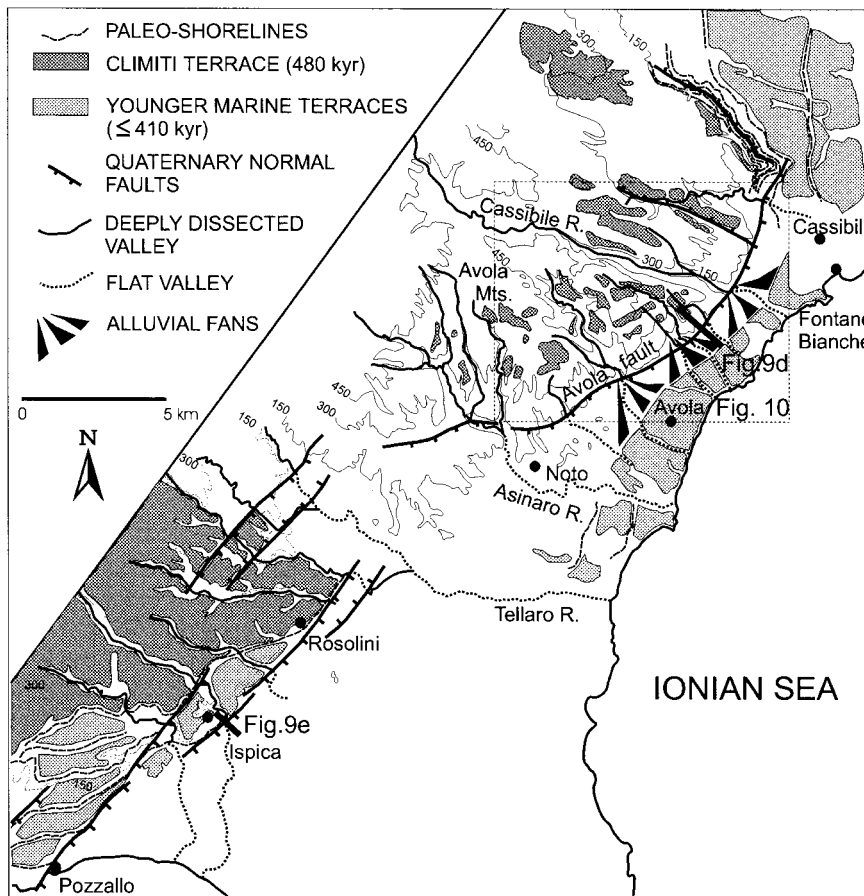 PALEO-SHORELINES
CLIMITI TERRACE (480 kyr)
YOUNGER MARINE TERRACES
(≤ 410 kyr)
QUATERNARY NORMAL
FAULTS
DEEPLY DISSECTED
VALLEY
FLAT VALLEY
ALLUVIAL FANS
0
5 km
N
300
150
450
Cassibile R.
450
Avola
Mts.
300
150
Cassibil
Fontane
Bianche
Avola fault
Fig.9d
Avola
Fig. 10
450
300
150
150
300
Noto
Asinaro R.
Tellaro R.
Rosolini
IONIAN SEA
300
Fig.9e
Ispica
150
Pozzallo